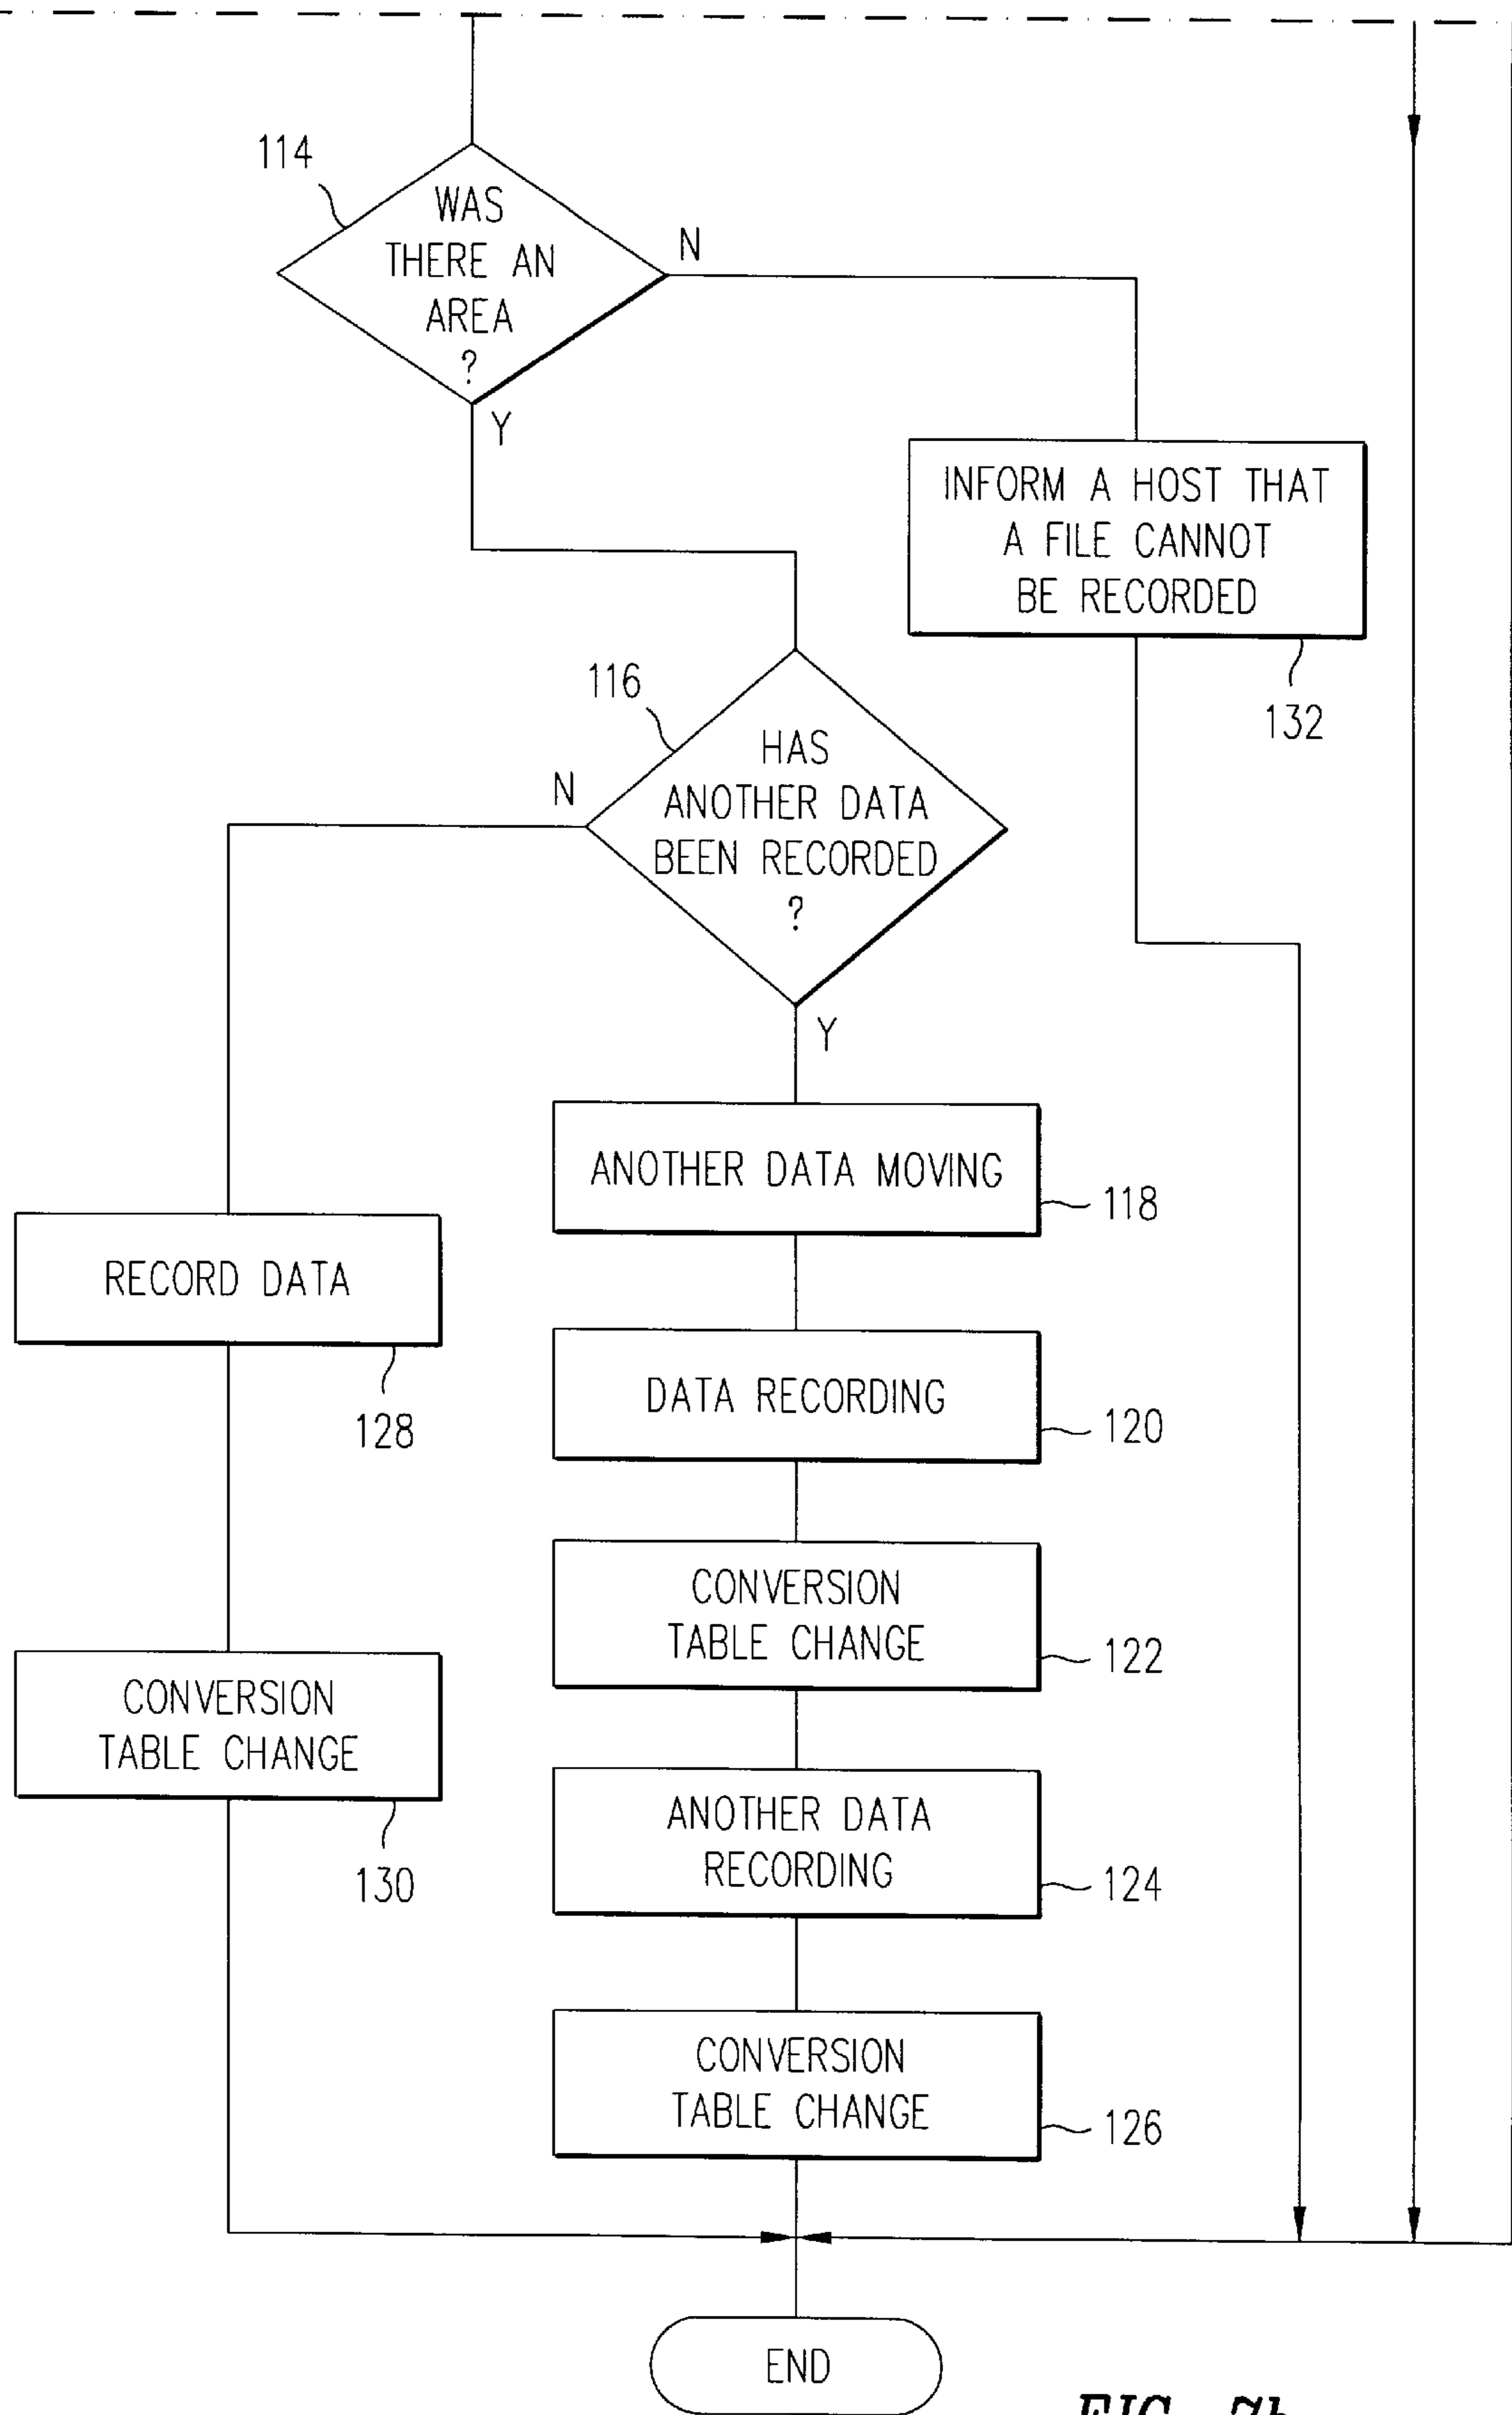 114
WAS
THERE AN
AREA
?
N
Y
INFORM A HOST THAT
A FILE CANNOT
BE RECORDED
132
116
HAS
ANOTHER DATA
BEEN RECORDED
?
N
Y
ANOTHER DATA MOVING
118
RECORD DATA
128
DATA RECORDING
120
CONVERSION
TABLE CHANGE
122
CONVERSION
TABLE CHANGE
130
ANOTHER DATA
RECORDING
124
CONVERSION
TABLE CHANGE
126
END
FIG. 7b